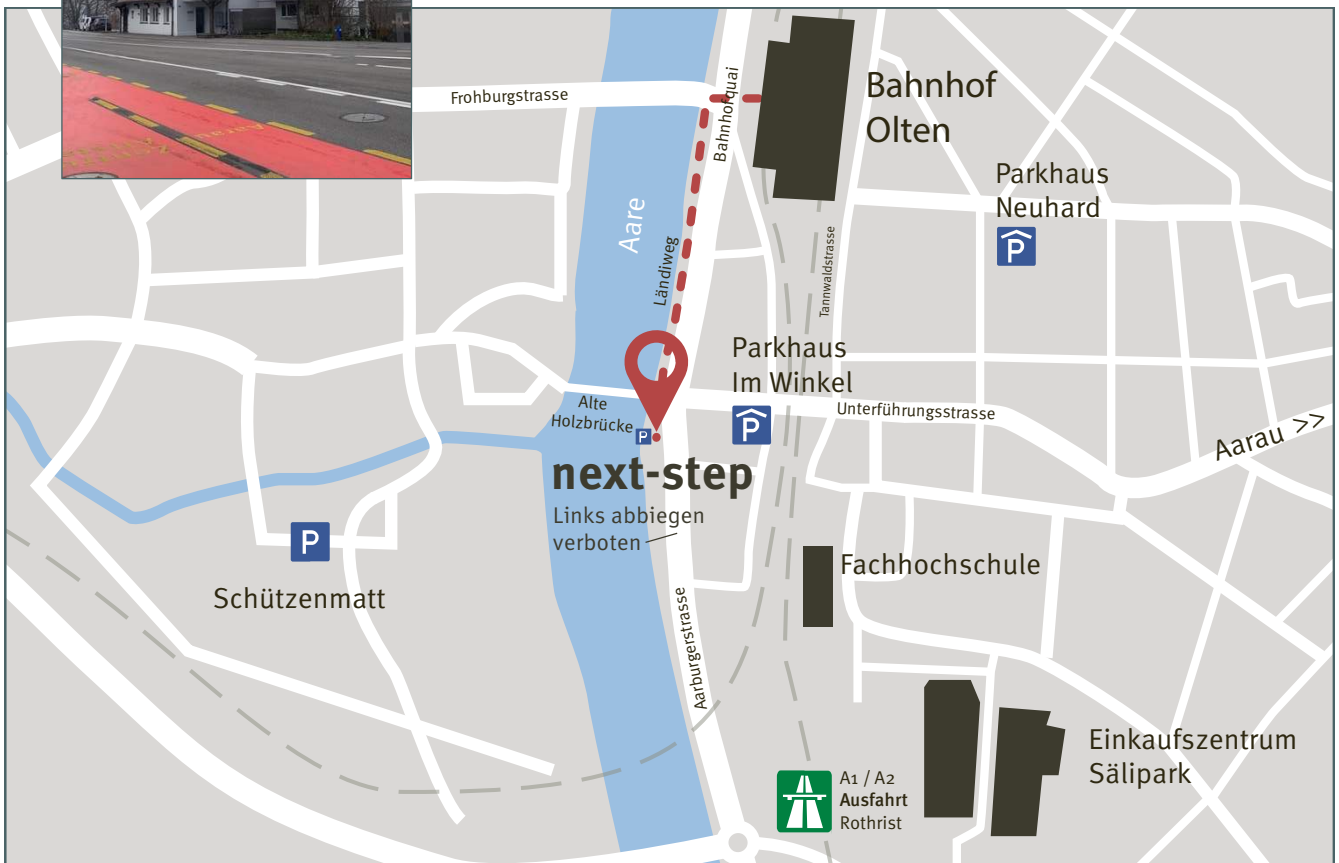 Frohburgstrasse
Aarau
Bahnhofquai
Bahnhof
Olten
Parkhaus
Neuhard
P
Aare
Ländiweg
Tannwaldstrasse
Parkhaus
Im Winkel
P
Alte
Holzbrücke
P
Unterführungsstrasse
Aarau >>
next-step
Links abbiegen
verboten
P
Schützenmatt
Fachhochschule
Aarburgerstrasse
Einkaufszentrum
Sälipark
A1 / A2
Ausfahrt
Rothrist